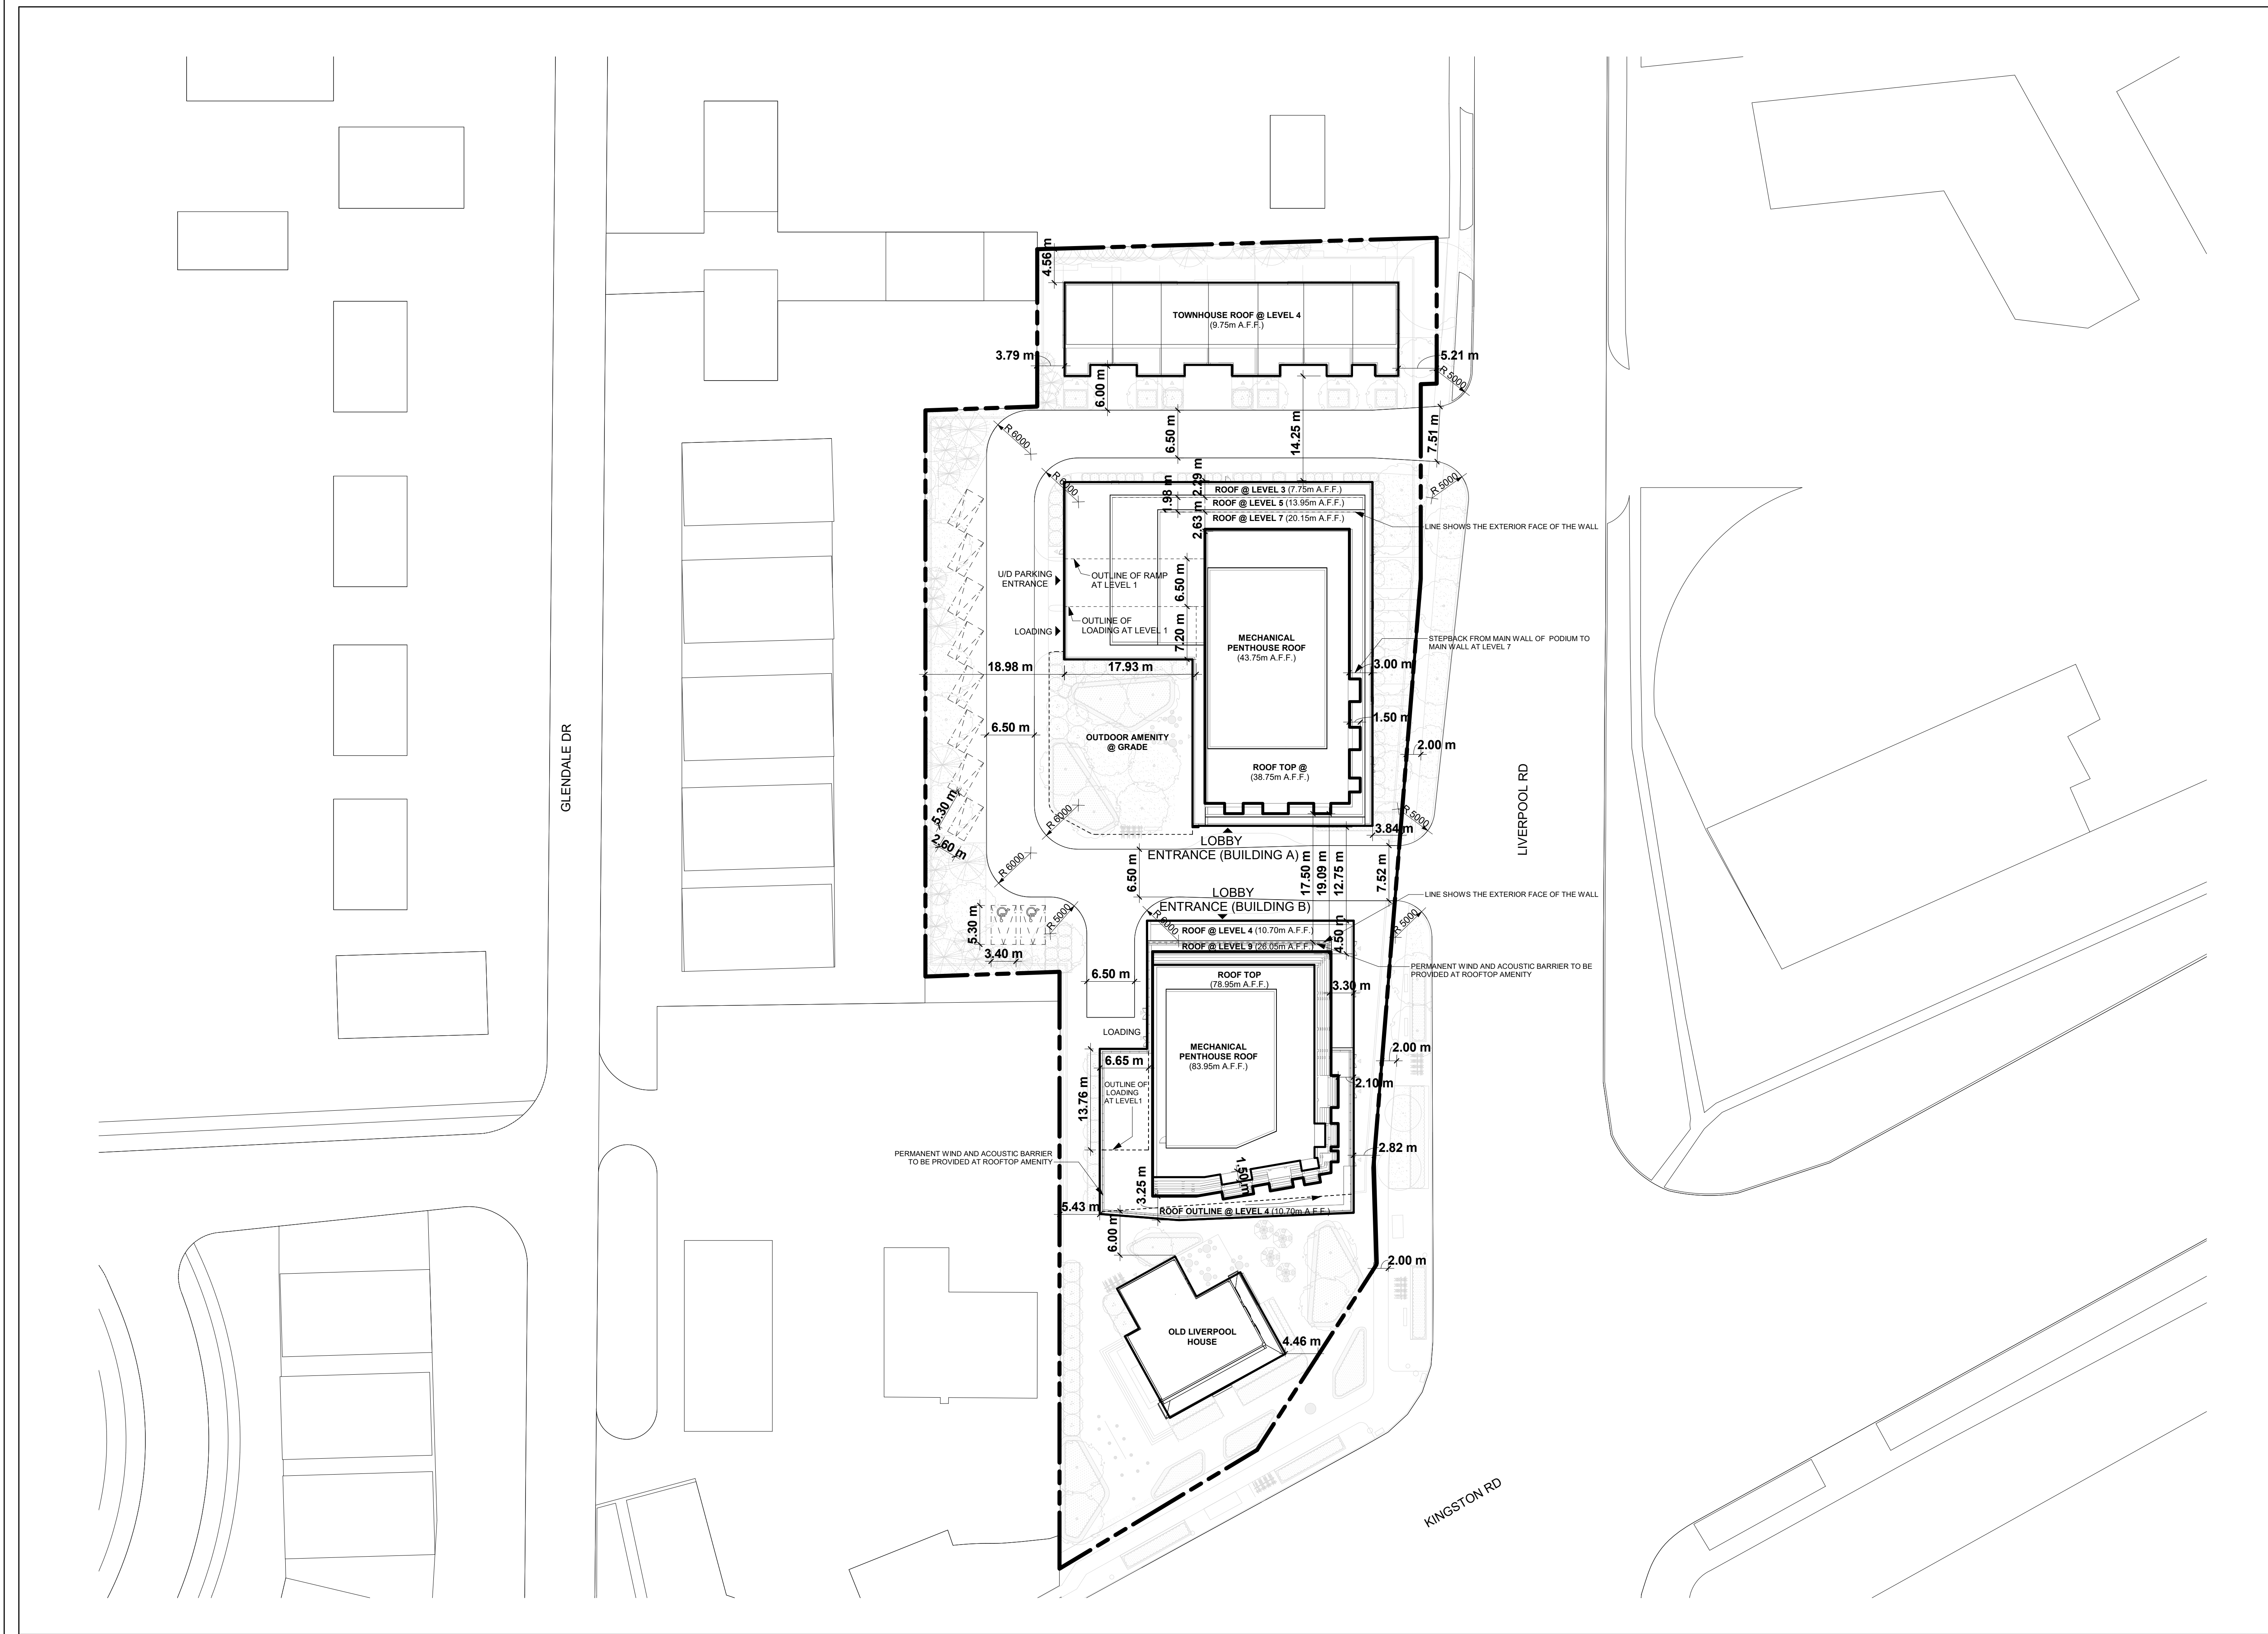 4.56 m
TOWNHOUSE ROOF @ LEVEL 4
(9.75m A.F.F.)
3.79 m
5.21 m
R 5000
6.00 m
6.50 m
14.25 m
7.51 m
R 6000
R 6000
R 5000
1.98 m
2.29 m
2.63 m
ROOF @ LEVEL 3 (7.75m A.F.F.)
ROOF @ LEVEL 5 (13.95m A.F.F.)
ROOF @ LEVEL 7 (20.15m A.F.F.)
LINE SHOWS THE EXTERIOR FACE OF THE WALL
U/D PARKING
ENTRANCE
OUTLINE OF RAMP
AT LEVEL 1
6.50 m
LOADING
OUTLINE OF
LOADING AT LEVEL 1
7.20 m
MECHANICAL
PENTHOUSE ROOF
(43.75m A.F.F.)
STEPBACK FROM MAIN WALL OF PODIUM TO
MAIN WALL AT LEVEL 7
18.98 m
17.93 m
3.00 m
6.50 m
1.50 m
OUTDOOR AMENITY
@ GRADE
2.00 m
GLENDALE DR
LIVERPOOL RD
ROOF TOP @
(38.75m A.F.F.)
5.30 m
2.60 m
R 6000
R 5000
3.84 m
LOBBY
ENTRANCE (BUILDING A)
R 6000
6.50 m
17.50 m
19.09 m
12.75 m
7.52 m
LOBBY
ENTRANCE (BUILDING B)
LINE SHOWS THE EXTERIOR FACE OF THE WALL
5.30 m
R 5000
R 6000
R 5000
ROOF @ LEVEL 4 (10.70m A.F.F.)
ROOF @ LEVEL 9 (26.05m A.F.F.)
4.50 m
3.40 m
6.50 m
ROOF TOP
(78.95m A.F.F.)
PERMANENT WIND AND ACOUSTIC BARRIER TO BE
PROVIDED AT ROOFTOP AMENITY
3.30 m
LOADING
MECHANICAL
PENTHOUSE ROOF
(83.95m A.F.F.)
2.00 m
6.65 m
2.10 m
13.76 m
OUTLINE OF
LOADING
AT LEVEL1
PERMANENT WIND AND ACOUSTIC BARRIER
TO BE PROVIDED AT ROOFTOP AMENITY
2.82 m
1.50 m
3.25 m
5.43 m
ROOF OUTLINE @ LEVEL 4 (10.70m A.F.F.)
6.00 m
2.00 m
OLD LIVERPOOL
HOUSE
4.46 m
KINGSTON RD